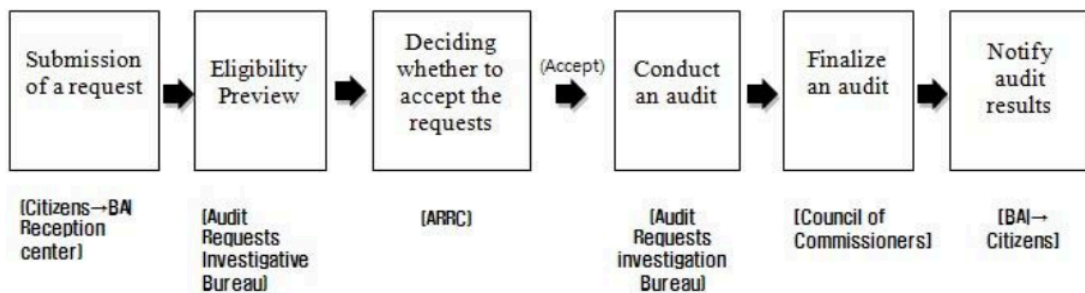 Submission
of a request
Eligibility
Preview
Deciding
whether to
accept the
requests
(Accept)
Conduct
an audit
Finalize
an audit
Notify
audit
results
[Citizens→BAI
Reception
center]
[Audit
Requests
Investigative
Bureau]
[ARRC]
[Audit
Requests
investigation
Bureau]
[Council of
Commissioners]
[BAI→
Citizens]